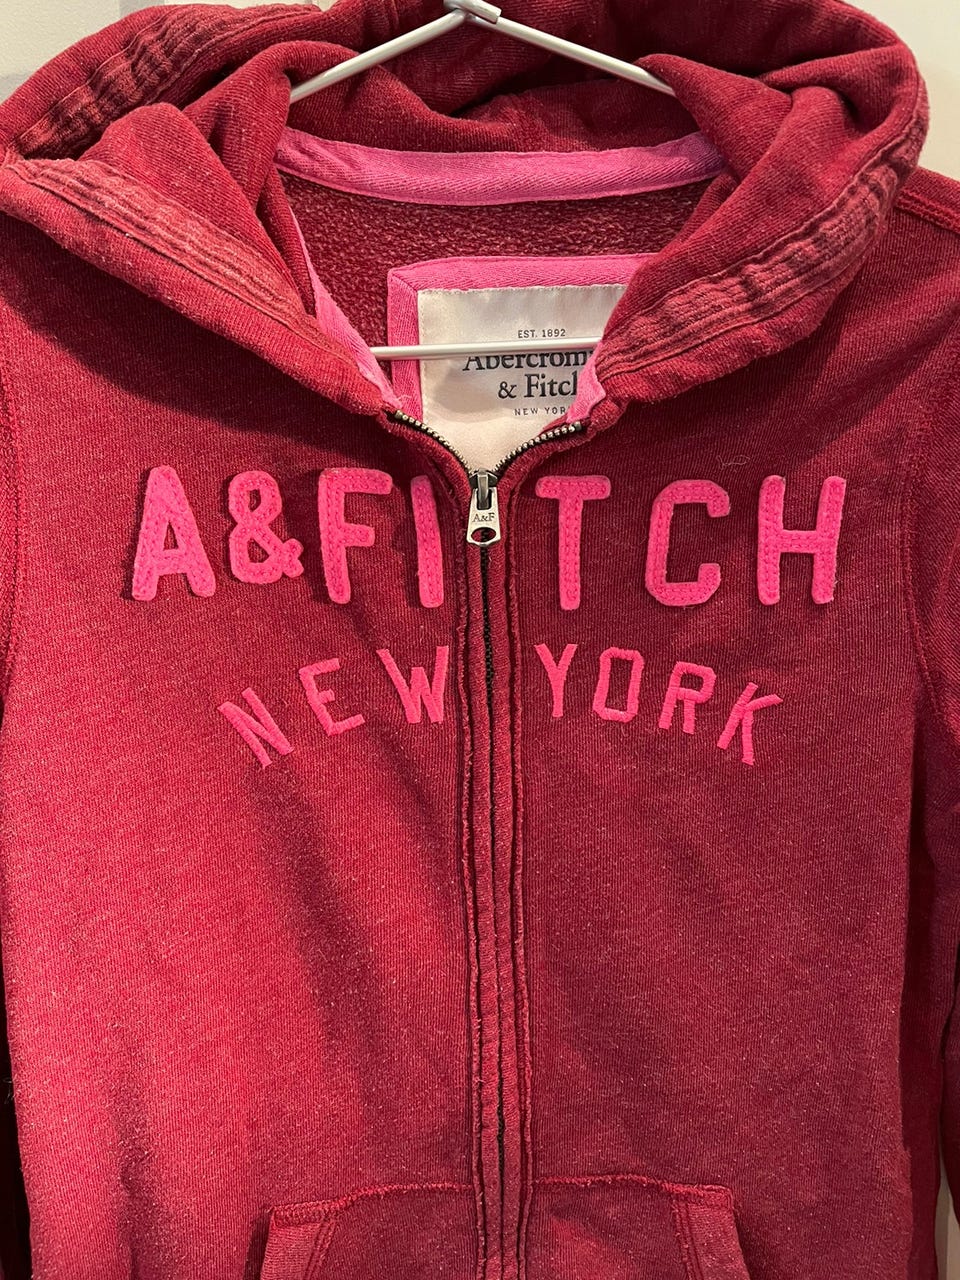 EST. 1892
Abercrom
& Fitch
NEW YORK
A&F
A&FITCH
NEW YORK